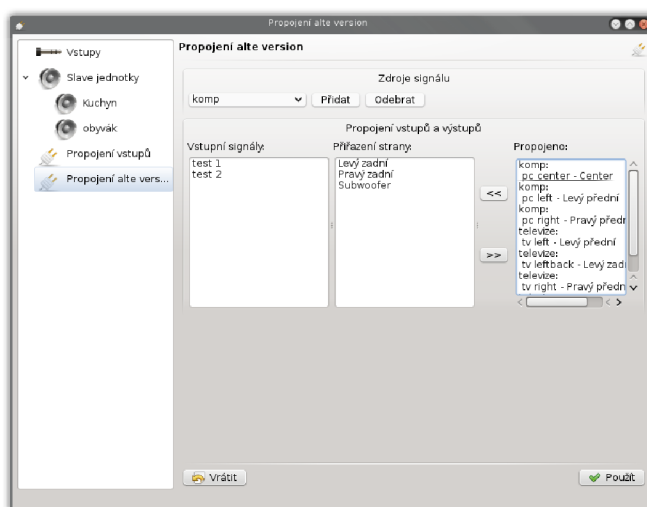 Propojení alte version
Vstupy
Slave jednotky
Kuchyn
obyvák
Propojení vstupů
Propojení alte vers...
Propojení alte version
Zdroje signálu
komp Přidat Odebrat
Propojení vstupů a výstupů
Vstupní signály: Přiřazení strany: Propojeno:
test 1
test 2
Levý zadní
Pravý zadní
Subwoofer
<<
>>
komp:
pc center - Center
komp:
pc left - Levý přední
komp:
pc right - Pravý předn
televize:
tv left - Levý přední
televize:
tv leftback - Levý zad
televize:
tv right - Pravý předn
Vrátit Použít